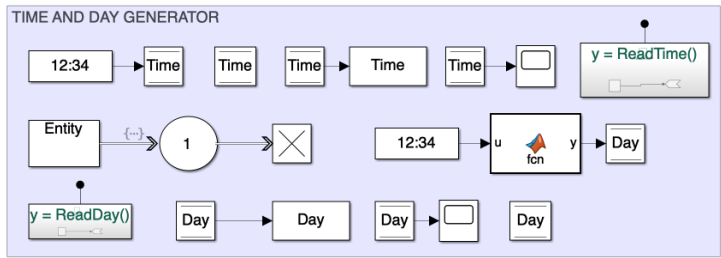 TIME AND DAY GENERATOR
12:34 Time Time Time Time Time y = ReadTime()
Entity {...} 1 12:34 u fcn y Day
y = ReadDay() Day Day Day Day